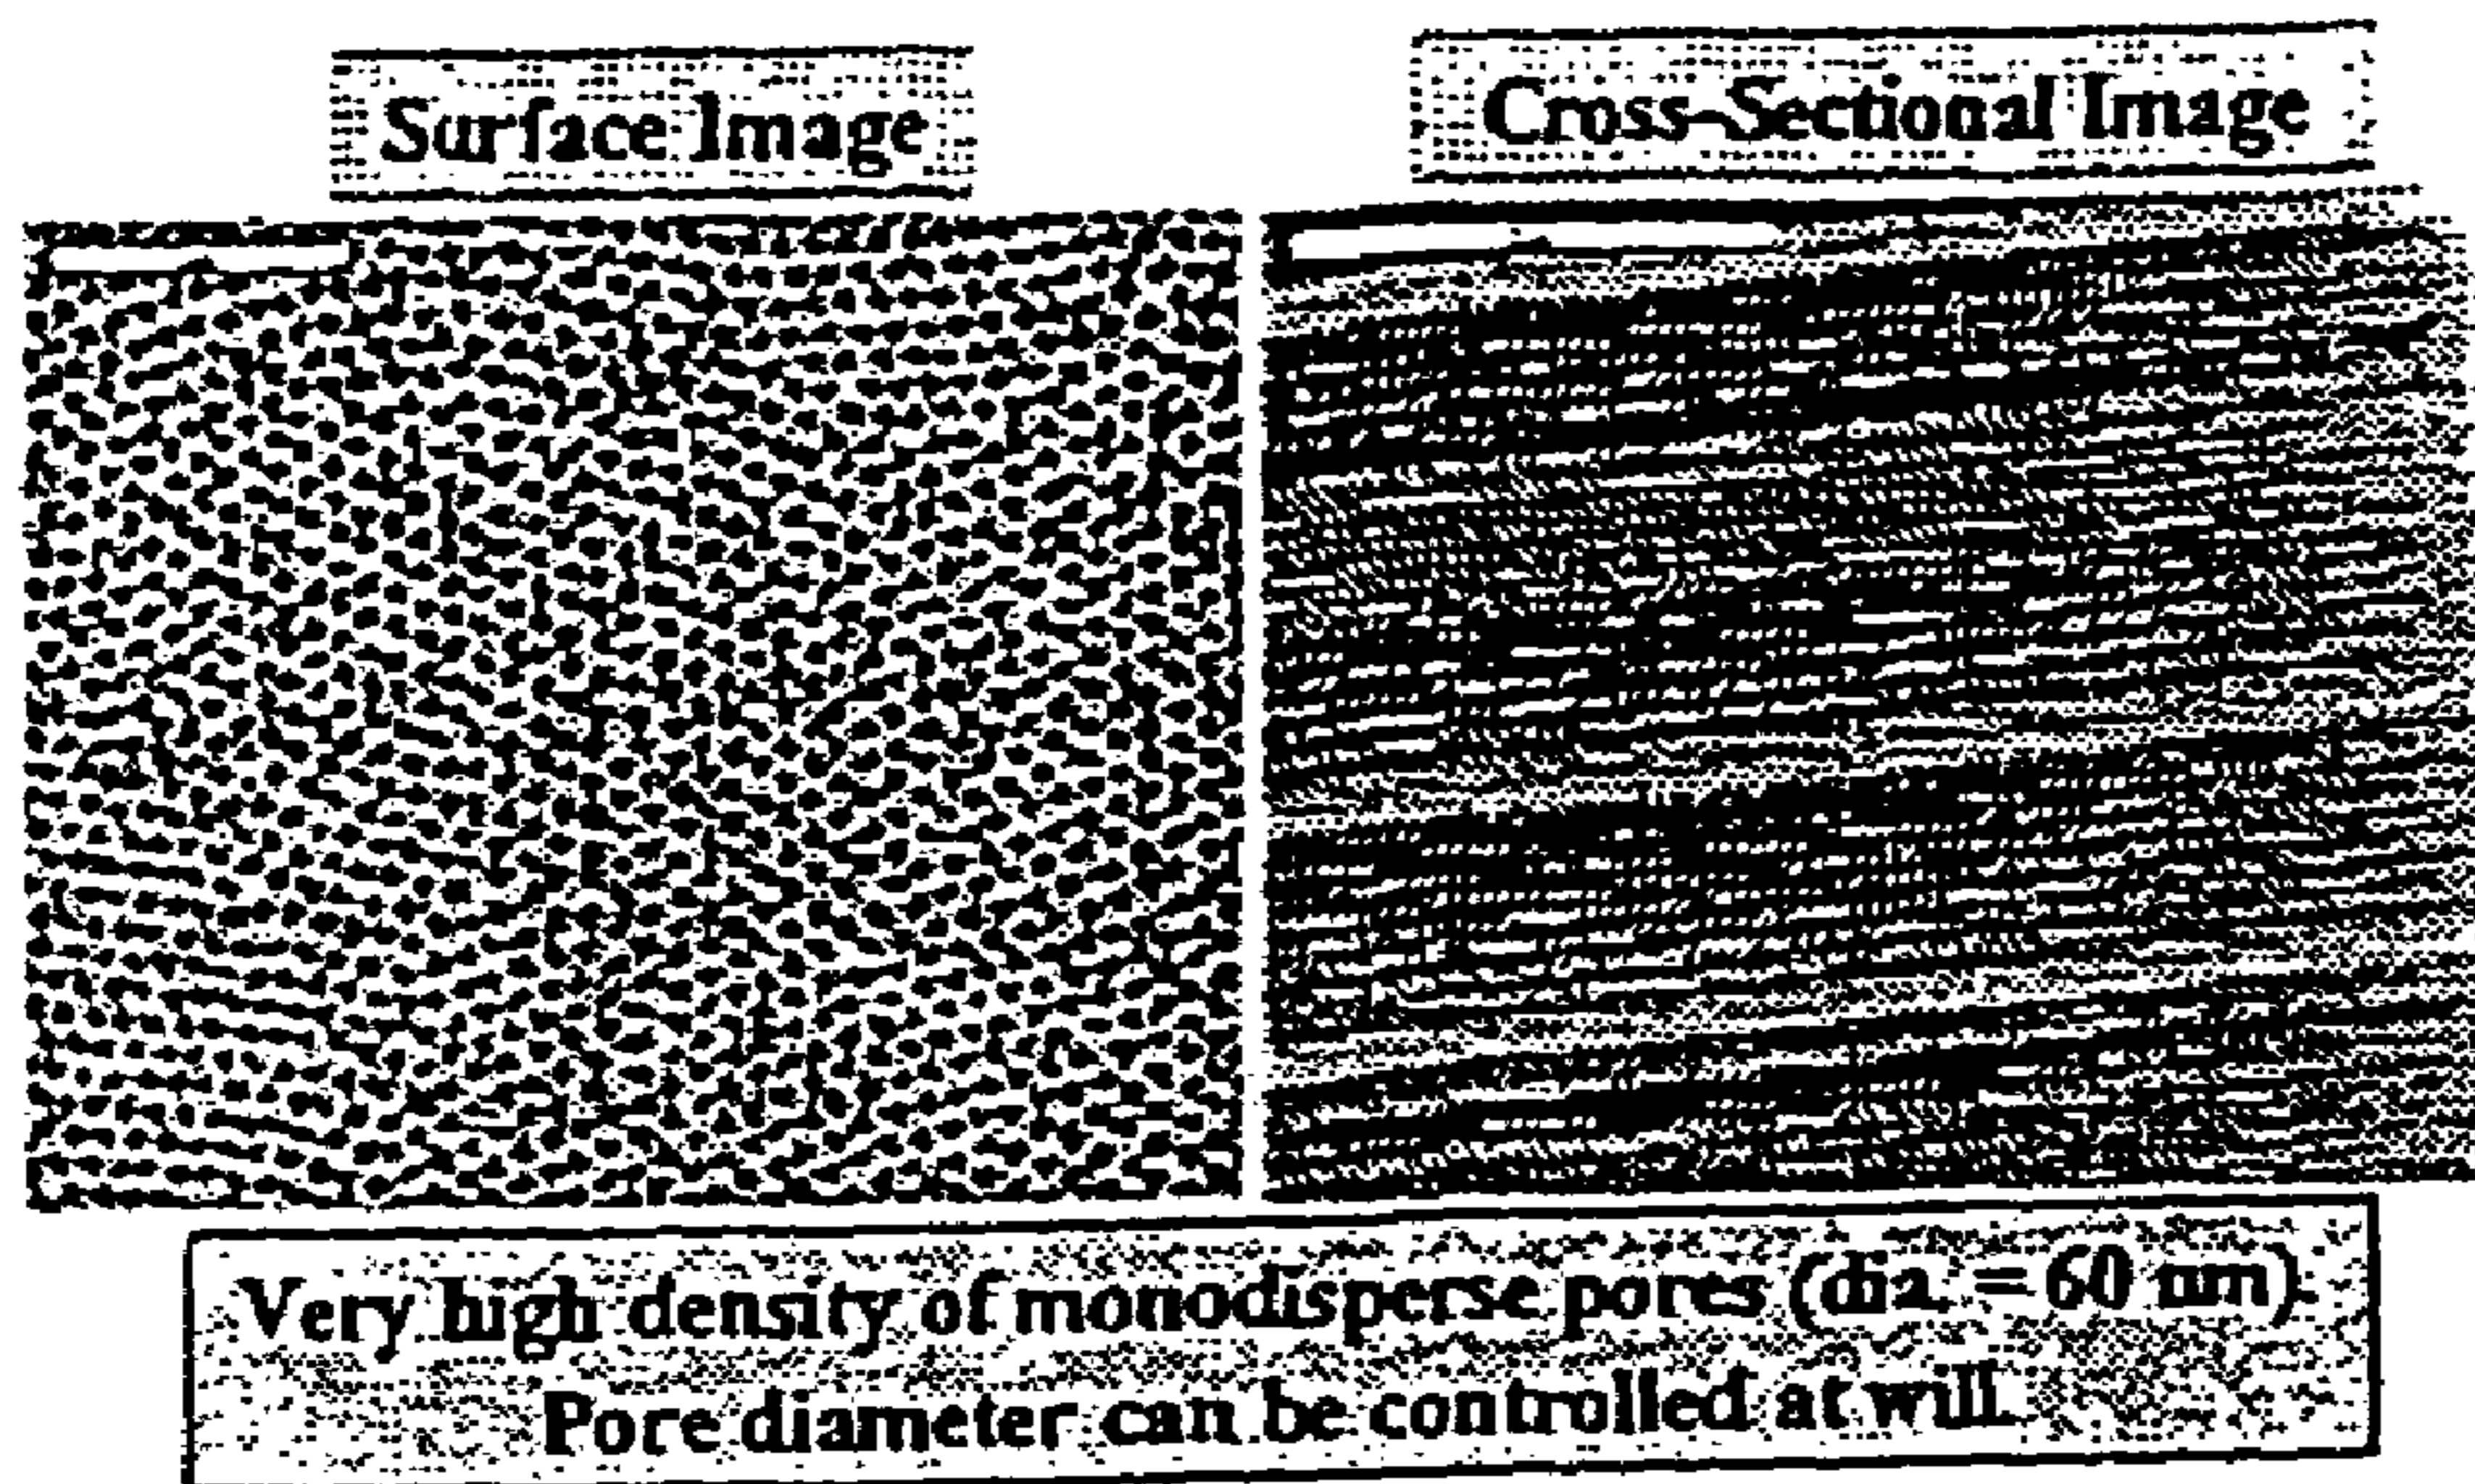 Surface Image
Cross-Sectional Image
Very high density of monodisperse pores (dia. = 60 nm).
Pore diameter can be controlled at will.